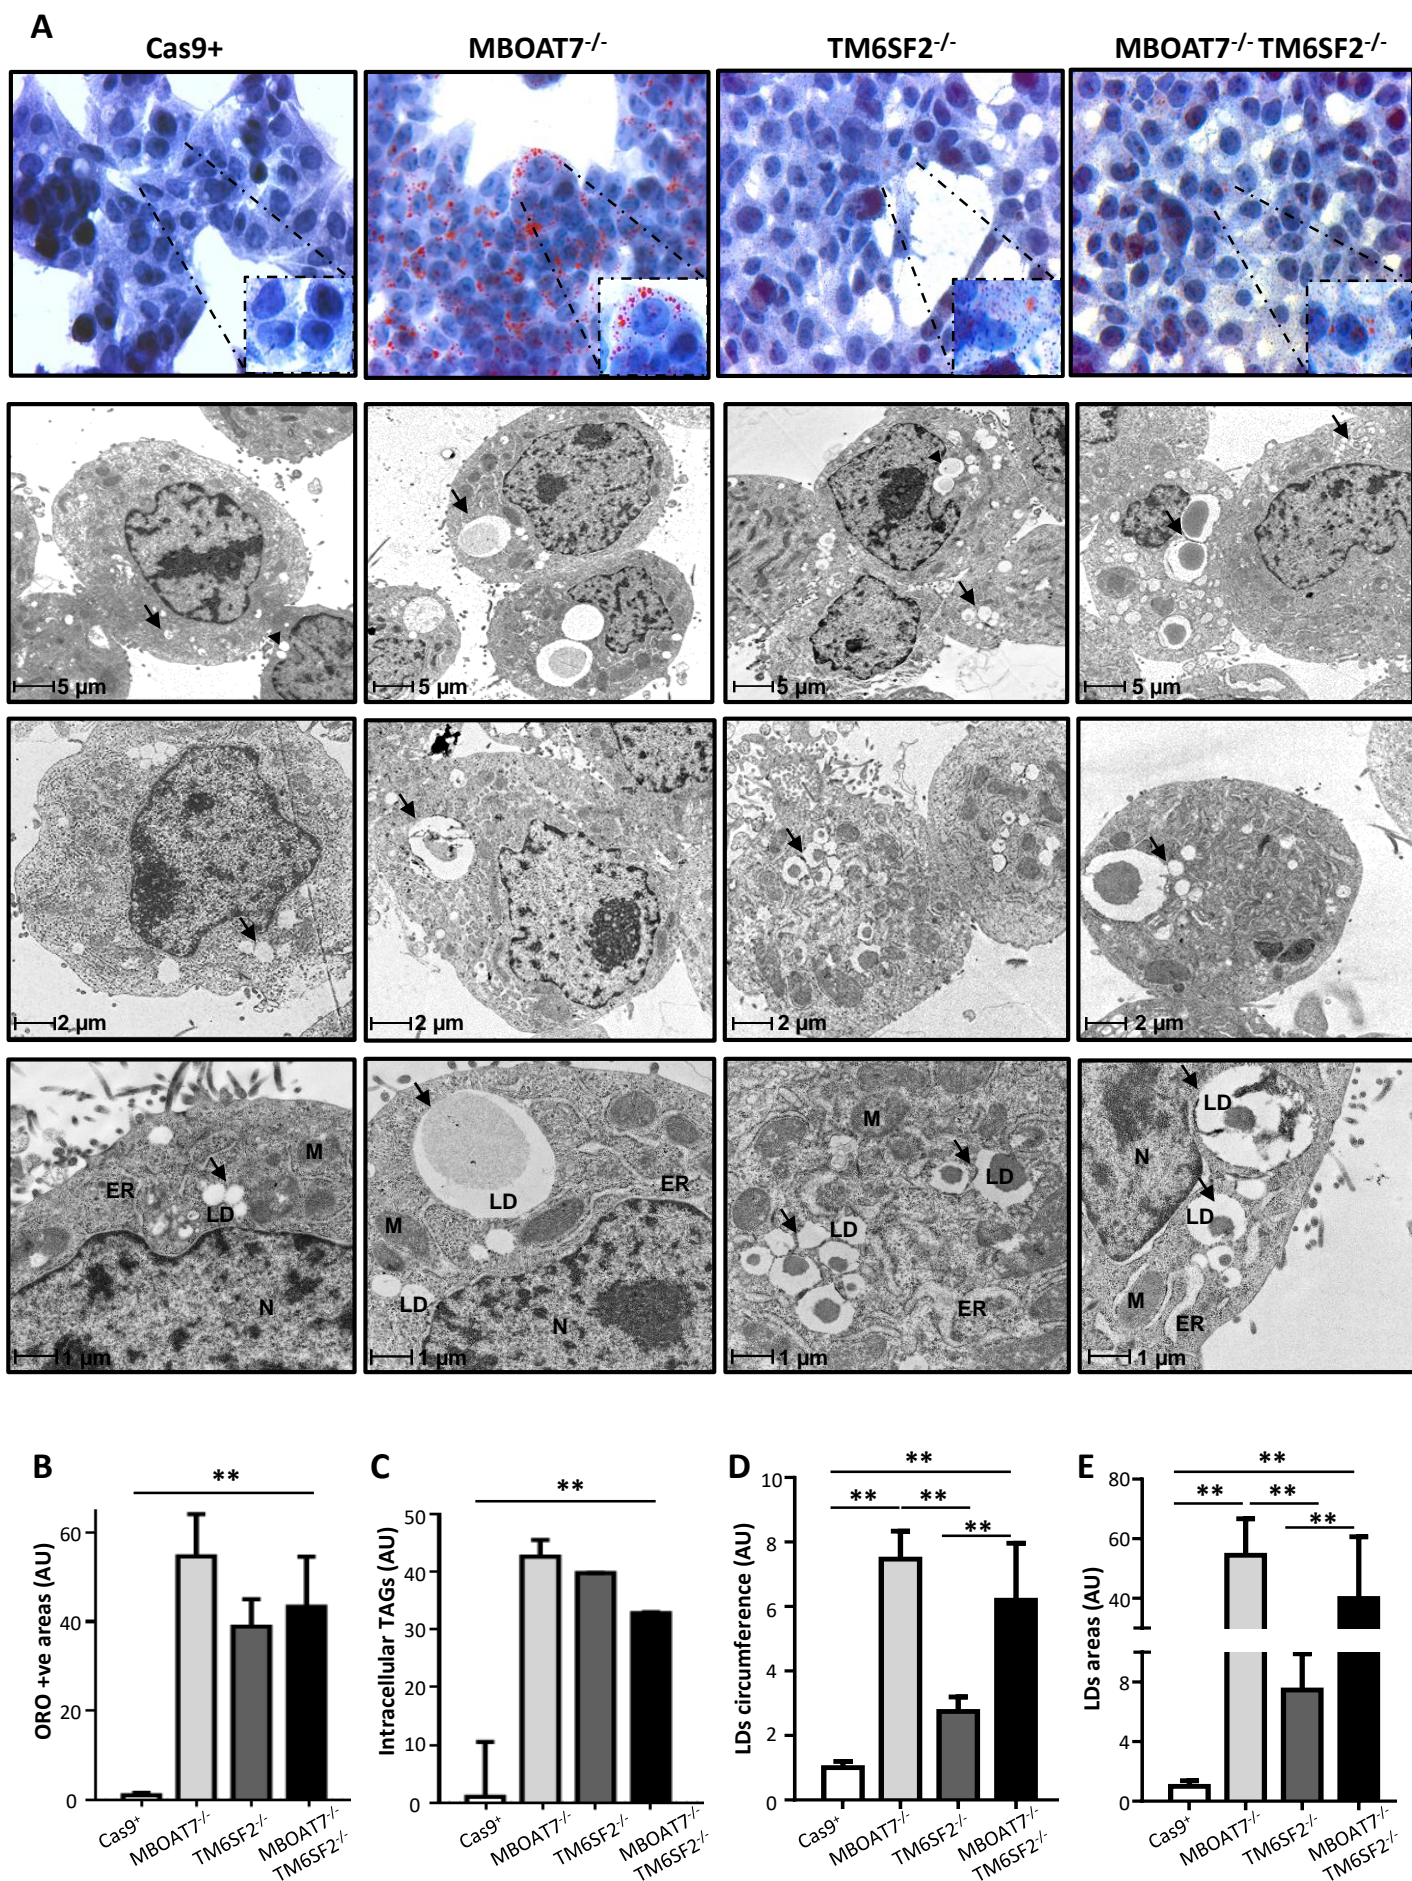 A
Cas9+ MBOAT7-/- TM6SF2-/- MBOAT7-/- TM6SF2-/-
5 µm 5 µm 5 µm 5 µm
2 µm 2 µm 2 µm 2 µm
M ER LD N 1 µm
LD ER M LD N 1 µm
M LD LD ER 1 µm
LD N LD M ER 1 µm
B
**
ORO +ve areas (AU)
60
40
20
0
Cas9+ MBOAT7-/- TM6SF2-/- MBOAT7-/- TM6SF2-/-
C
**
Intracellular TAGs (AU)
50
40
30
20
10
0
Cas9+ MBOAT7-/- TM6SF2-/- MBOAT7-/- TM6SF2-/-
D
**
** **
**
LDs circumference (AU)
10
8
6
4
2
0
Cas9+ MBOAT7-/- TM6SF2-/- MBOAT7-/- TM6SF2-/-
E
**
** **
**
LDs areas (AU)
80
60
40
8
4
0
Cas9+ MBOAT7-/- TM6SF2-/- MBOAT7-/- TM6SF2-/-